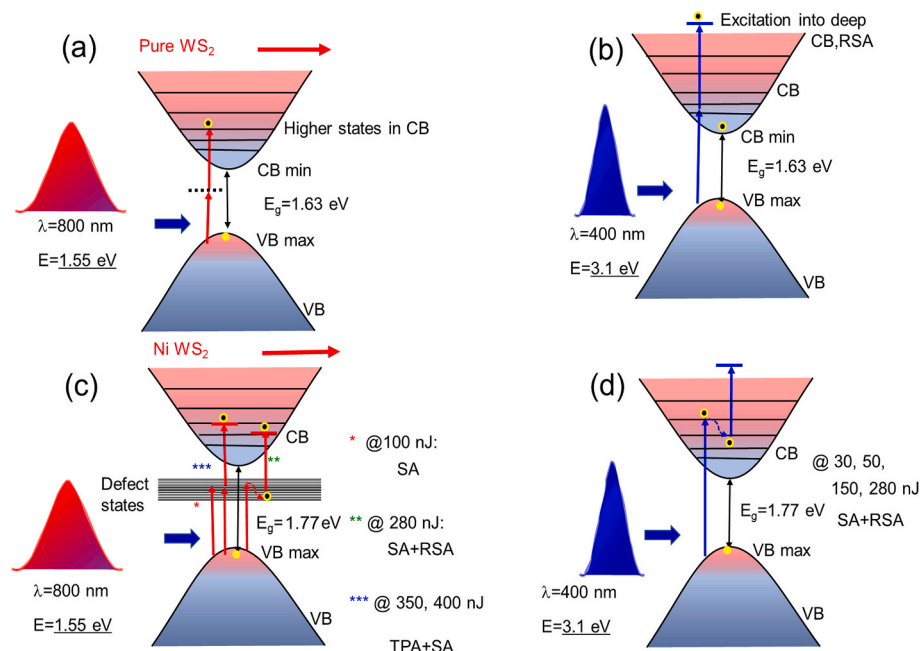 (a)
Pure WS2
Higher states in CB
CB min
Eg=1.63 eV
VB max
VB
λ=800 nm
E=1.55 eV
(b)
Excitation into deep
CB,RSA
CB
CB min
Eg=1.63 eV
VB max
VB
λ=400 nm
E=3.1 eV
(c)
Ni WS2
CB
***
**
*
Defect
states
Eg=1.77eV
VB max
VB
λ=800 nm
E=1.55 eV
* @100 nJ:
SA
** @ 280 nJ:
SA+RSA
*** @ 350, 400 nJ
TPA+SA
(d)
CB
@ 30, 50,
150, 280 nJ
SA+RSA
Eg=1.77 eV
VB max
VB
λ=400 nm
E=3.1 eV